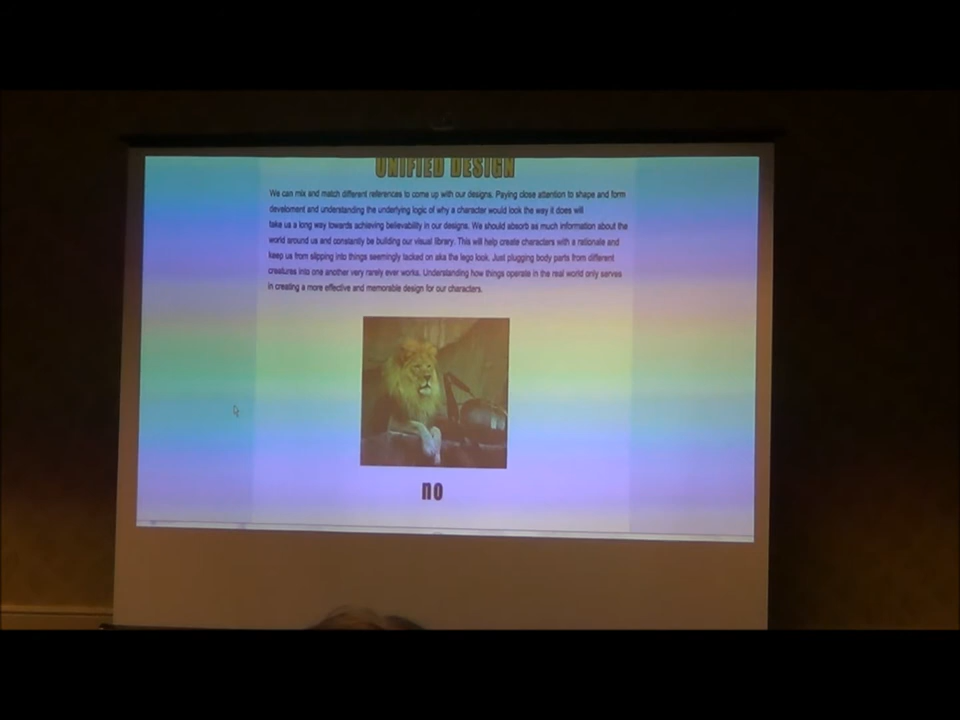 UNIFIED DESIGN
We can mix and match different references to come up with our designs. Paying close attention to shape and form
develoment and understanding the underlying logic of why a character would look the way it does will
take us a long way towards achieving believability in our designs. We should absorb as much information about the
world around us and constantly be building our visual library. This will help create characters with a rationale and
keep us from slipping into things seemingly tacked on aka the lego look. Just plugging body parts from different
creatures into one another very rarely ever works. Understanding how things operate in the real world only serves
in creating a more effective and memorable design for our characters.
no